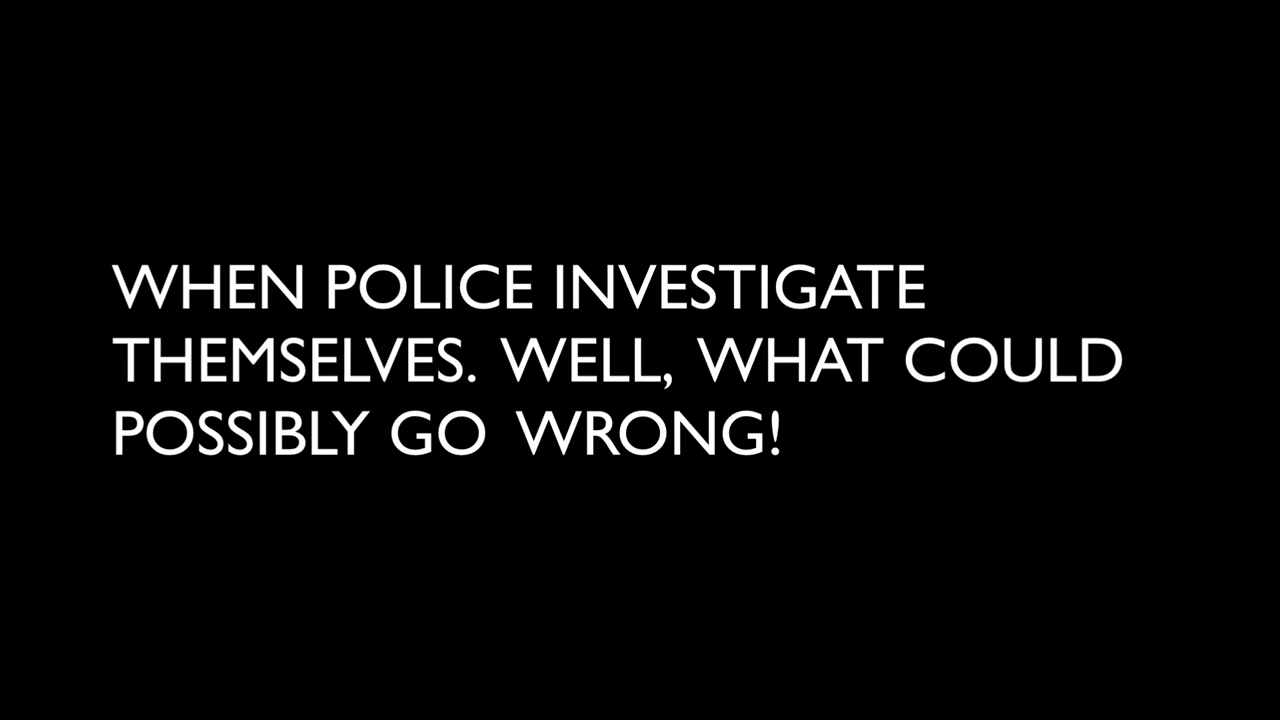 WHEN POLICE INVESTIGATE
THEMSELVES. WELL, WHAT COULD
POSSIBLY GO WRONG!